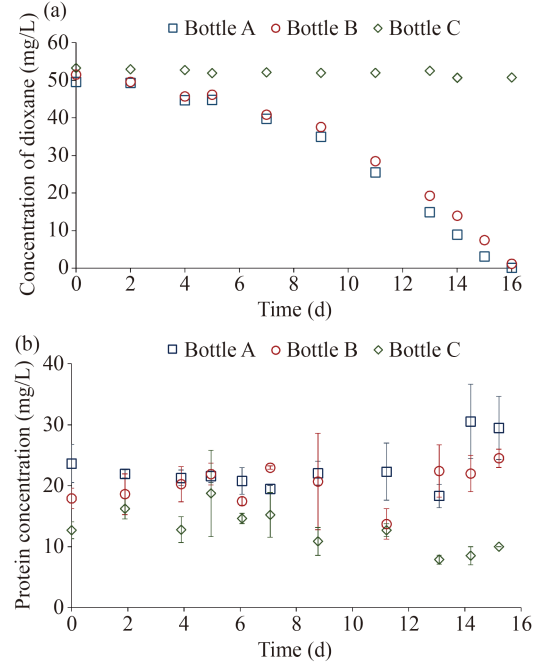 (a)
Bottle A Bottle B Bottle C
Concentration of dioxane (mg/L)
60
50
40
30
20
10
0
0 2 4 6 8 10 12 14 16
Time (d)
(b)
Bottle A Bottle B Bottle C
Protein concentration (mg/L)
40
30
20
10
0
0 2 4 6 8 10 12 14 16
Time (d)